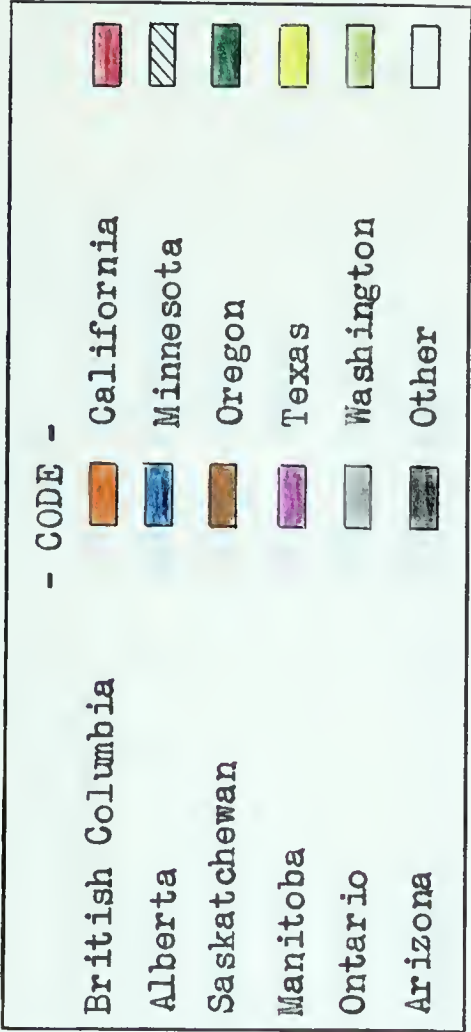 - CODE -
British Columbia California
Alberta Minnesota
Saskatchewan Oregon
Manitoba Texas
Ontario Washington
Arizona Other